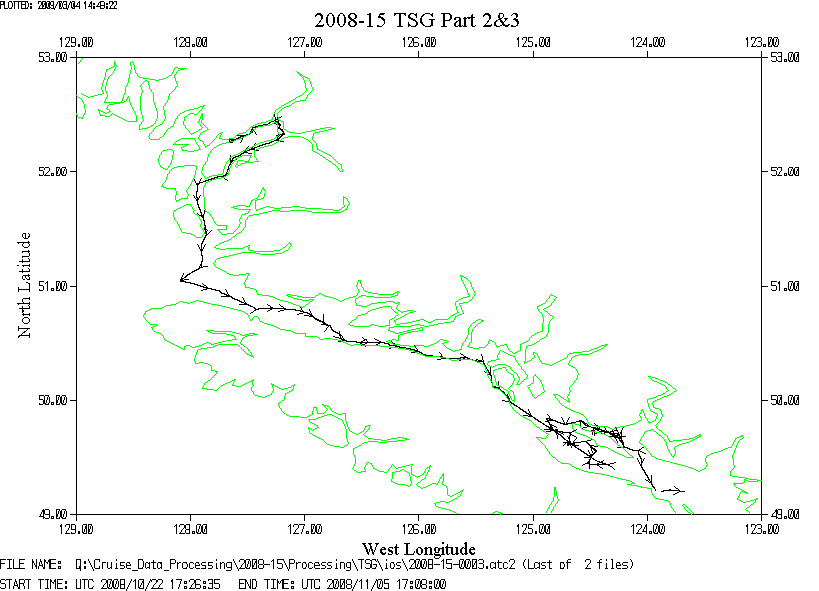 PLOTTED: 2009/03/04 14:49:22
2008-15 TSG Part 2&3
129.00 128.00 127.00 126.00 125.00 124.00 123.00
53.00 53.00
52.00 52.00
North Latitude
51.00 51.00
50.00 50.00
49.00 49.00
129.00 128.00 127.00 126.00 125.00 124.00 123.00
West Longitude
FILE NAME: Q:\Cruise_Data_Processing\2008-15\Processing\TSG\ios\2008-15-0003.atc2 (Last of 2 files)
START TIME: UTC 2008/10/22 17:26:35 END TIME: UTC 2008/11/05 17:08:00